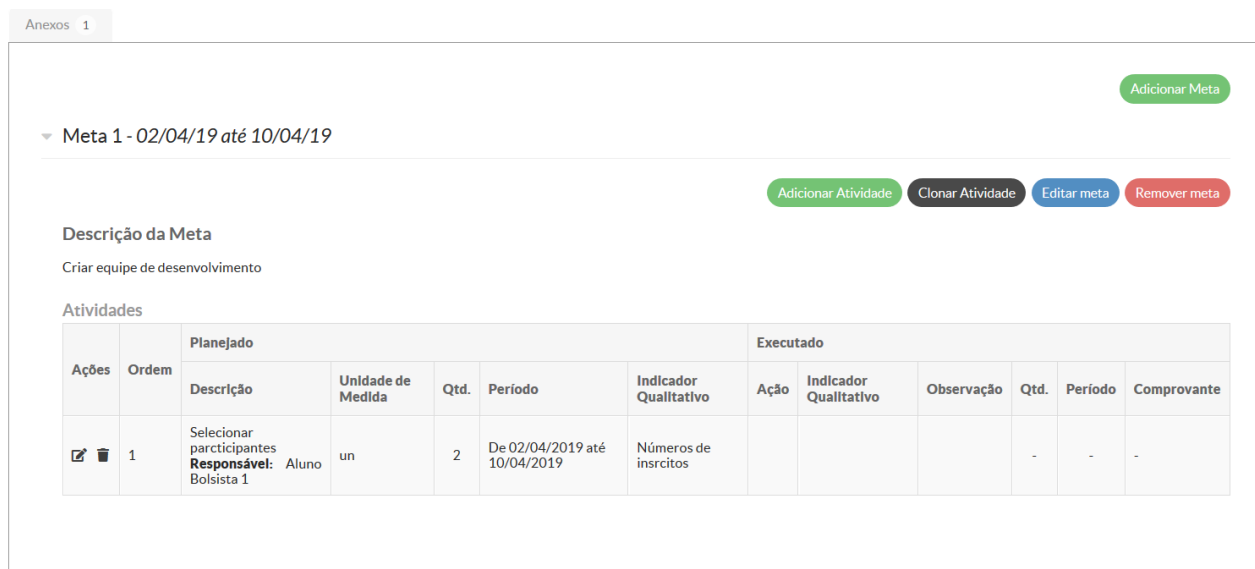 Anexos 1
Adicionar Meta
Meta 1 - 02/04/19 até 10/04/19
Adicionar Atividade Clonar Atividade Editar meta Remover meta
Descrição da Meta
Criar equipe de desenvolvimento
Atividades
Ações Ordem Planejado Executado
Descrição Unidade de Medida Qtd. Período Indicador Qualitativo Ação Indicador Qualitativo Observação Qtd. Período Comprovante
1 Selecionar parcticipantes Responsável: Aluno Bolsista 1 un 2 De 02/04/2019 até 10/04/2019 Números de insrcitos - - -